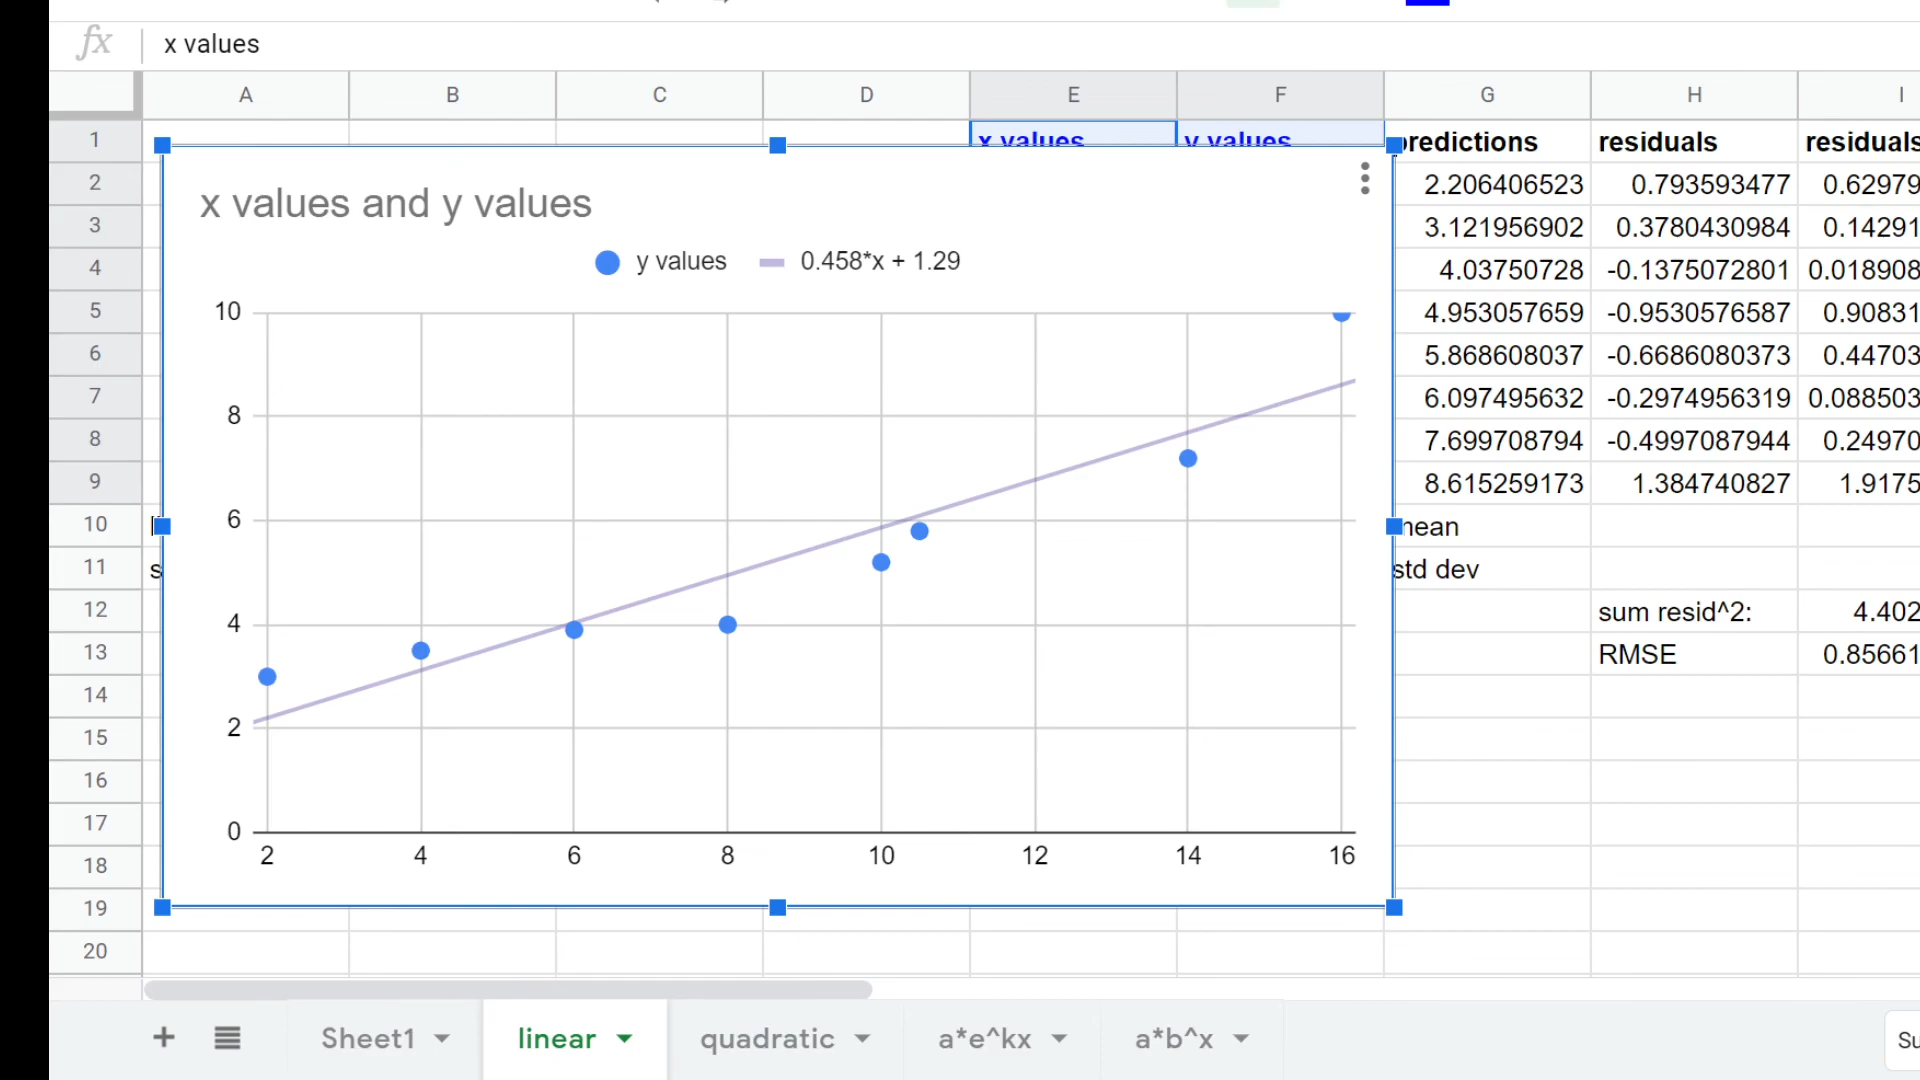 fx x values
A B C D E F G H I
1 x values y values predictions residuals residuals
2 2.206406523 0.793593477 0.62979
3 3.121956902 0.3780430984 0.14291
4 4.03750728 -0.1375072801 0.018908
5 4.953057659 -0.9530576587 0.90831
6 5.868608037 -0.6686080373 0.44703
7 6.097495632 -0.2974956319 0.088503
8 7.699708794 -0.4997087944 0.24970
9 8.615259173 1.384740827 1.9175
10 mean
11 s std dev
12 sum resid^2: 4.402
13 RMSE 0.85661
14
15
16
17
18
19
20
x values and y values
y values 0.458*x + 1.29
10
8
6
4
2
0
2 4 6 8 10 12 14 16
+ Sheet1 linear quadratic a*e^kx a*b^x Su